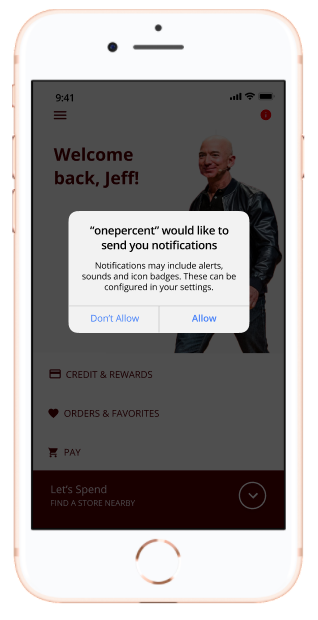 9:41
Welcome
back, Jeff!
“onepercent” would like to
send you notifications
Notifications may include alerts,
sounds and icon badges. These can be
configured in your settings.
Don’t Allow
Allow
CREDIT & REWARDS
ORDERS & FAVORITES
PAY
Let’s Spend
FIND A STORE NEARBY